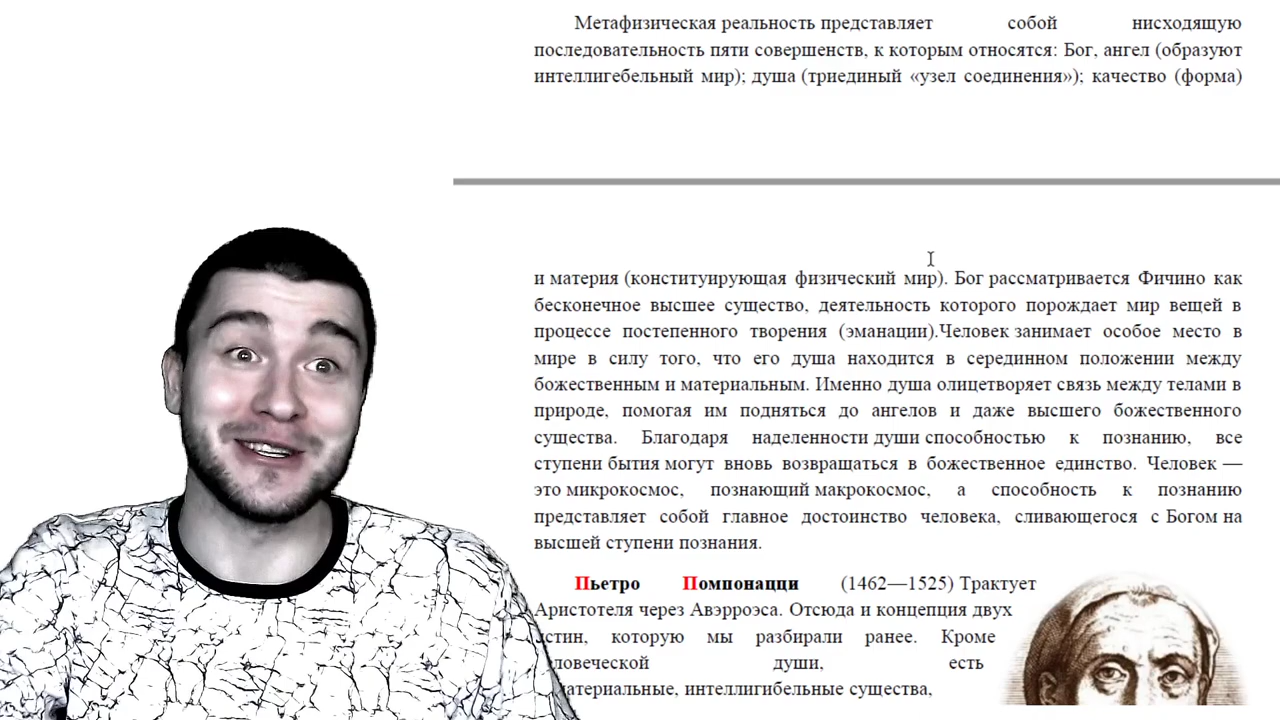 Метафизическая реальность представляет собой нисходящую
последовательность пяти совершенств, к которым относятся: Бог, ангел (образуют
интеллигебельный мир); душа (триединый «узел соединения»); качество (форма)
и материя (конституирующая физический мир). Бог рассматривается Фичино как
бесконечное высшее существо, деятельность которого порождает мир вещей в
процессе постепенного творения (эманации).Человек занимает особое место в
мире в силу того, что его душа находится в серединном положении между
божественным и материальным. Именно душа олицетворяет связь между телами в
природе, помогая им подняться до ангелов и даже высшего божественного
существа. Благодаря наделенности души способностью к познанию, все
ступени бытия могут вновь возвращаться в божественное единство. Человек —
это микрокосмос, познающий макрокосмос, а способность к познанию
представляет собой главное достоинство человека, сливающегося с Богом на
высшей ступени познания.
Пьетро Помпонацци (1462—1525) Трактует
Аристотеля через Авэрроэса. Отсюда и концепция двух
которую мы разбирали ранее. Кроме
души, есть
интеллигибельные существа,